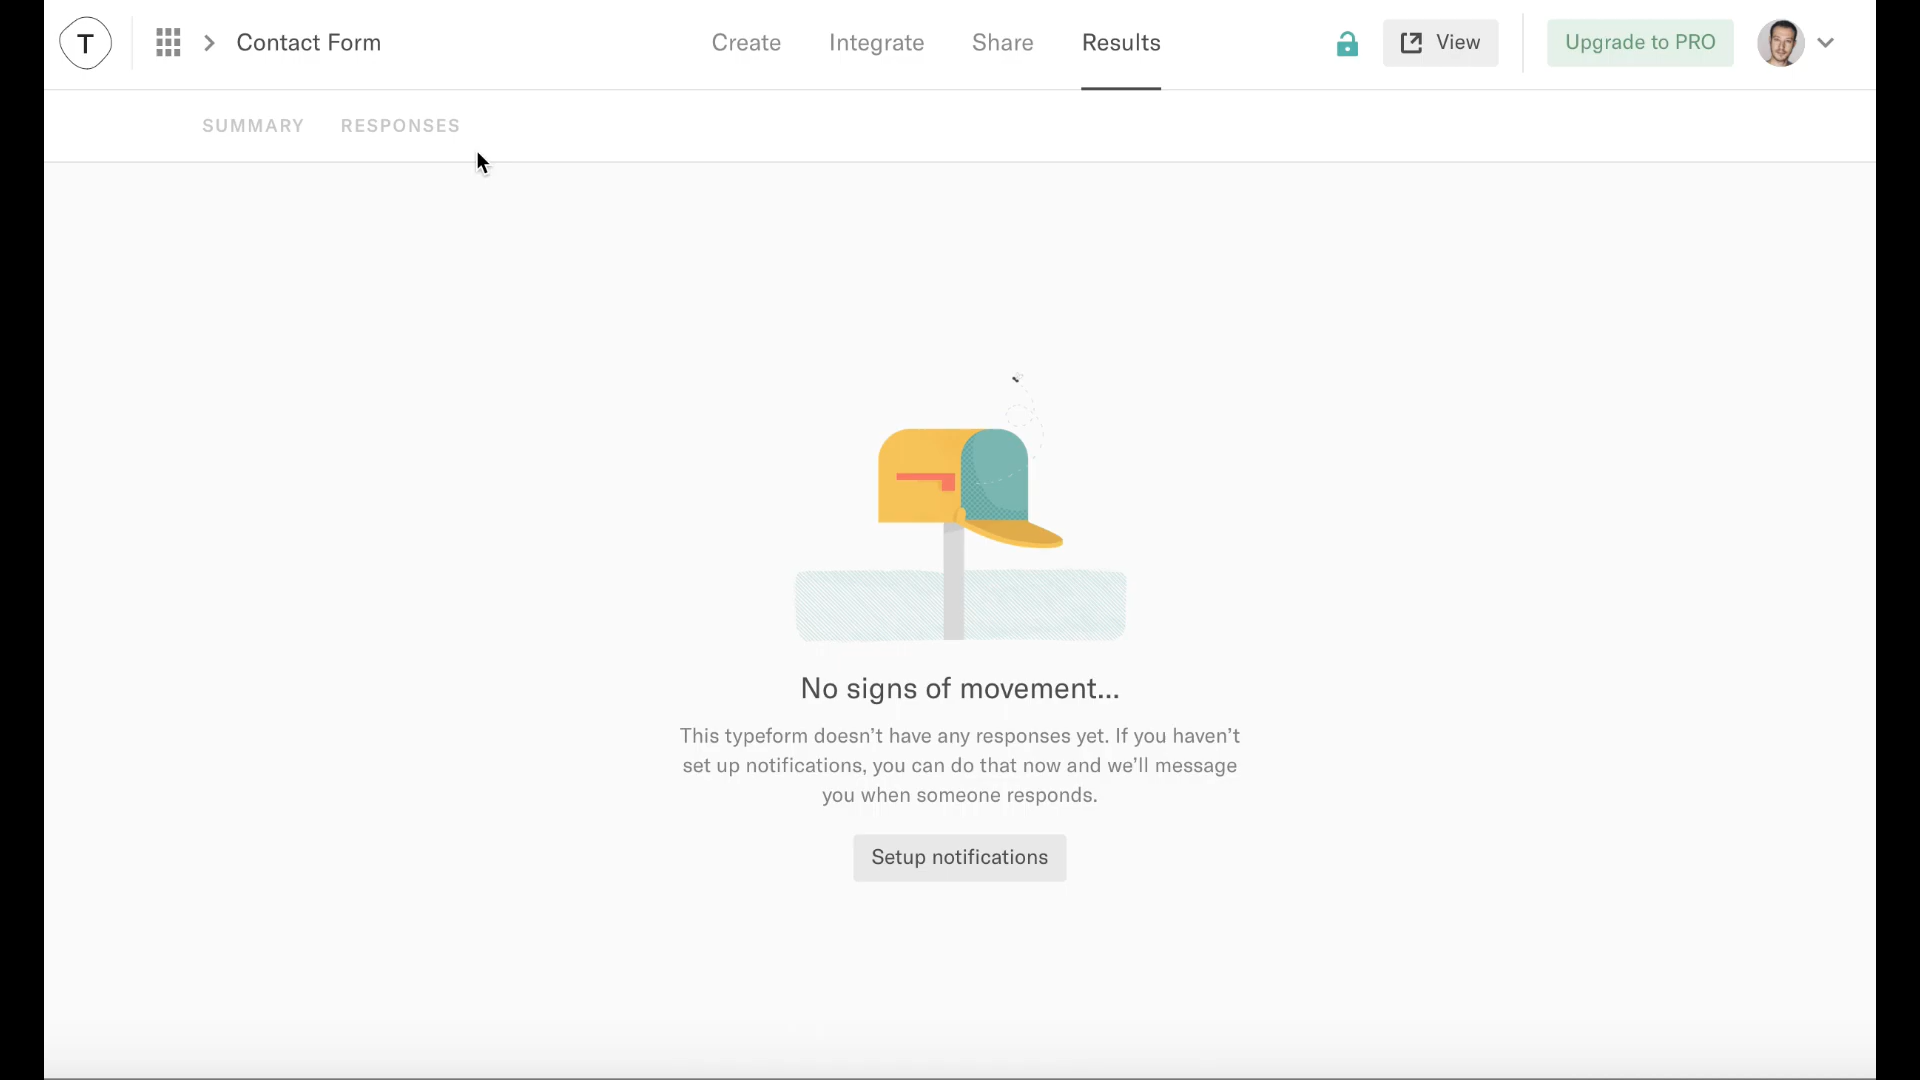 T
Contact Form
Create
Integrate
Share
Results
View
Upgrade to PRO
SUMMARY
RESPONSES
No signs of movement...
This typeform doesn’t have any responses yet. If you haven’t
set up notifications, you can do that now and we’ll message
you when someone responds.
Setup notifications